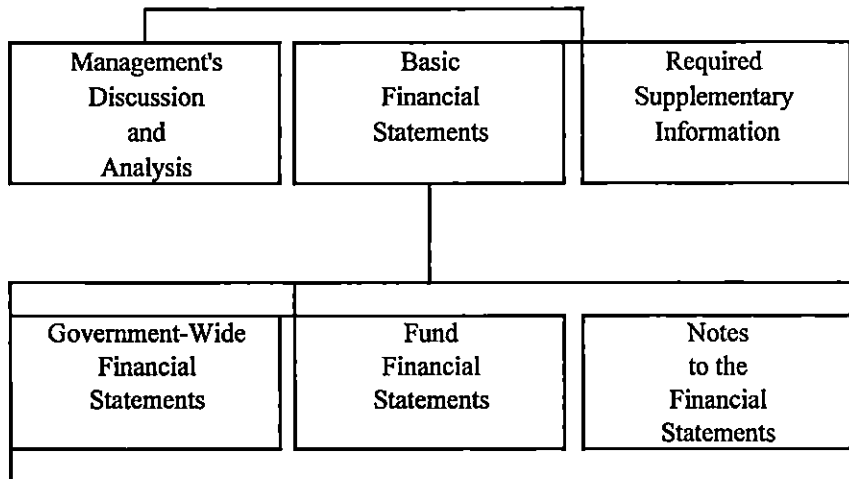 Management's
Discussion
and
Analysis
Basic
Financial
Statements
Required
Supplementary
Information
Government-Wide
Financial
Statements
Fund
Financial
Statements
Notes
to the
Financial
Statements